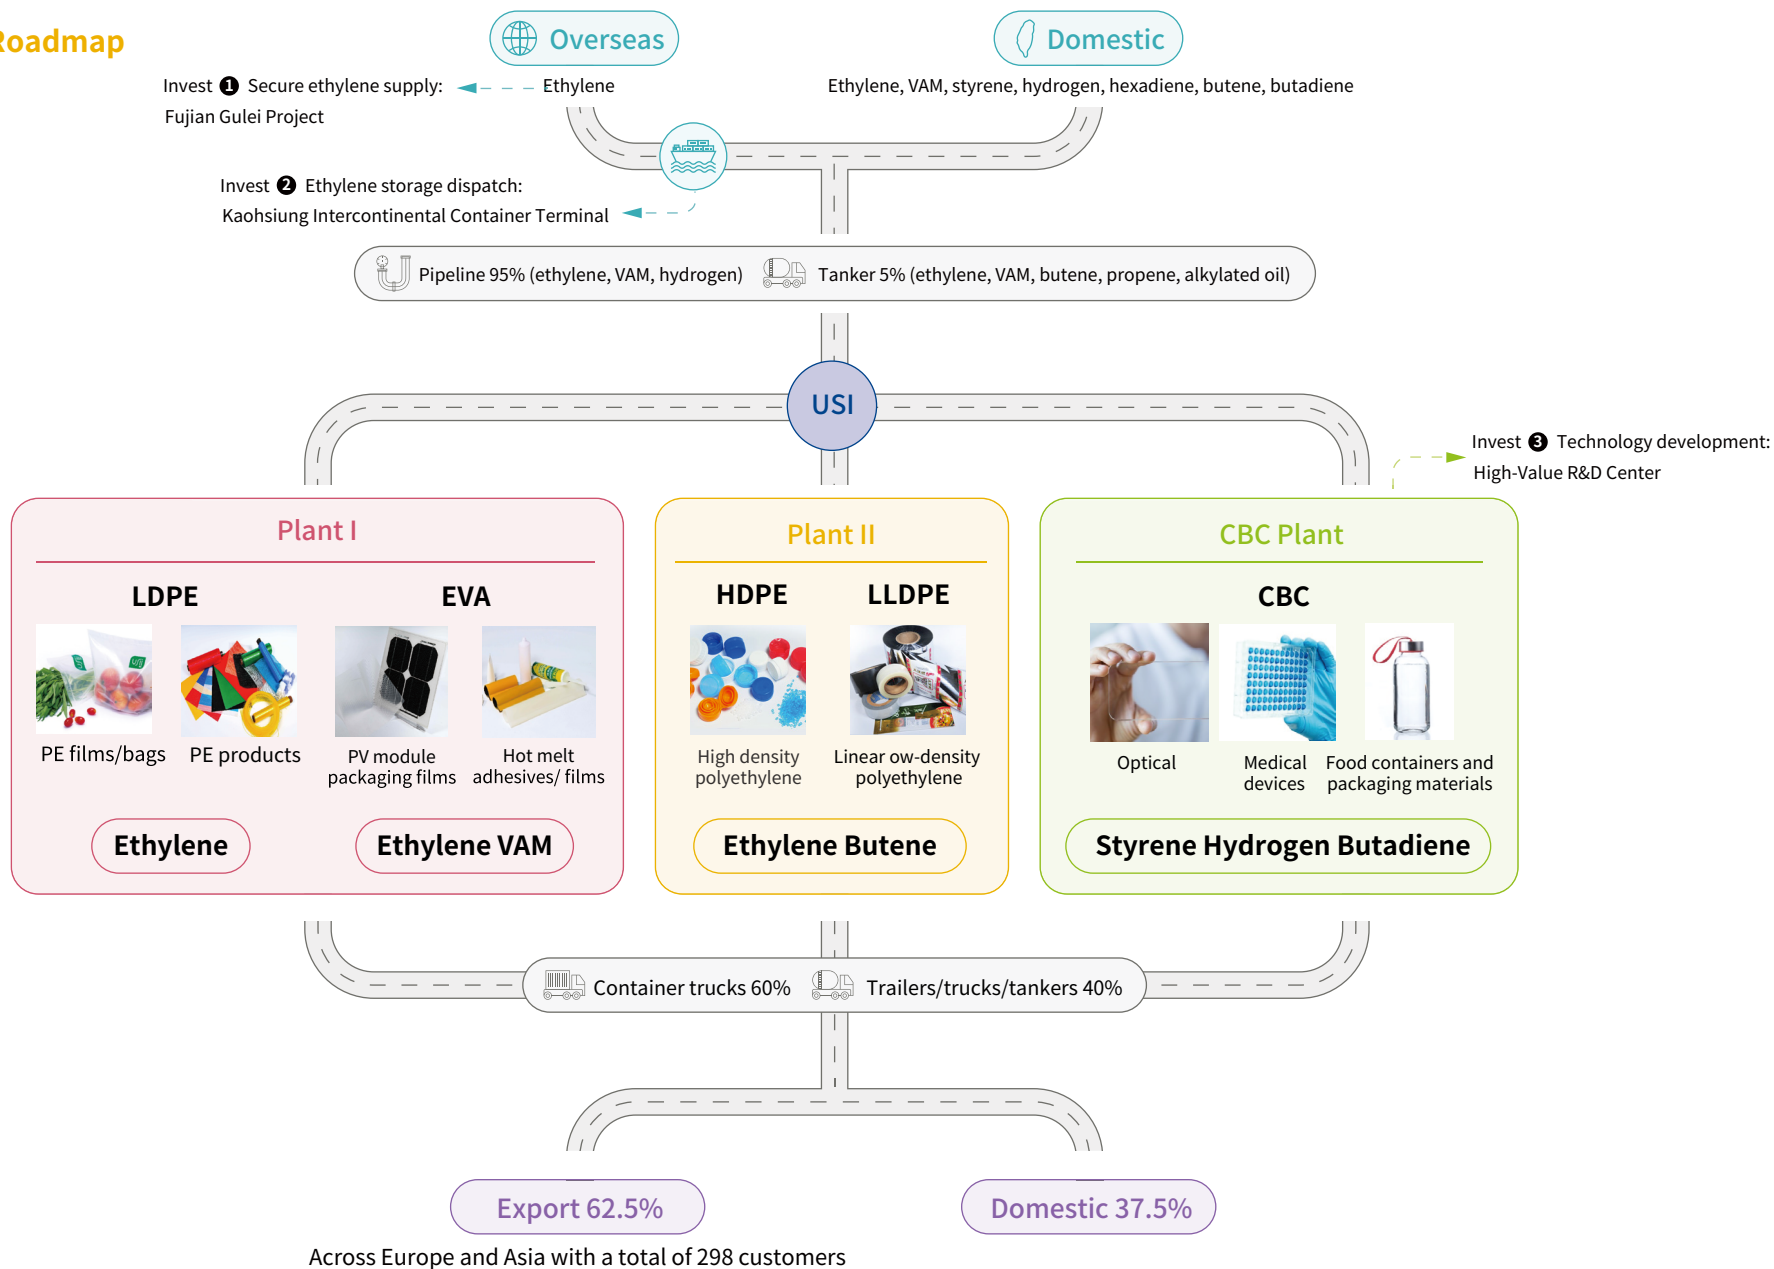 Roadmap
Overseas
Domestic
Invest 1 Secure ethylene supply:
Fujian Gulei Project
Ethylene
Ethylene, VAM, styrene, hydrogen, hexadiene, butene, butadiene
Invest 2 Ethylene storage dispatch:
Kaohsiung Intercontinental Container Terminal
Pipeline 95% (ethylene, VAM, hydrogen)
Tanker 5% (ethylene, VAM, butene, propene, alkylated oil)
USI
Invest 3 Technology development:
High-Value R&D Center
Plant I
LDPE
EVA
PE films/bags
PE products
PV module
packaging films
Hot melt
adhesives/ films
Ethylene
Ethylene VAM
Plant II
HDPE
LLDPE
High density
polyethylene
Linear ow-density
polyethylene
Ethylene Butene
CBC Plant
CBC
Optical
Medical
devices
Food containers and
packaging materials
Styrene Hydrogen Butadiene
Container trucks 60%
Trailers/trucks/tankers 40%
Export 62.5%
Domestic 37.5%
Across Europe and Asia with a total of 298 customers